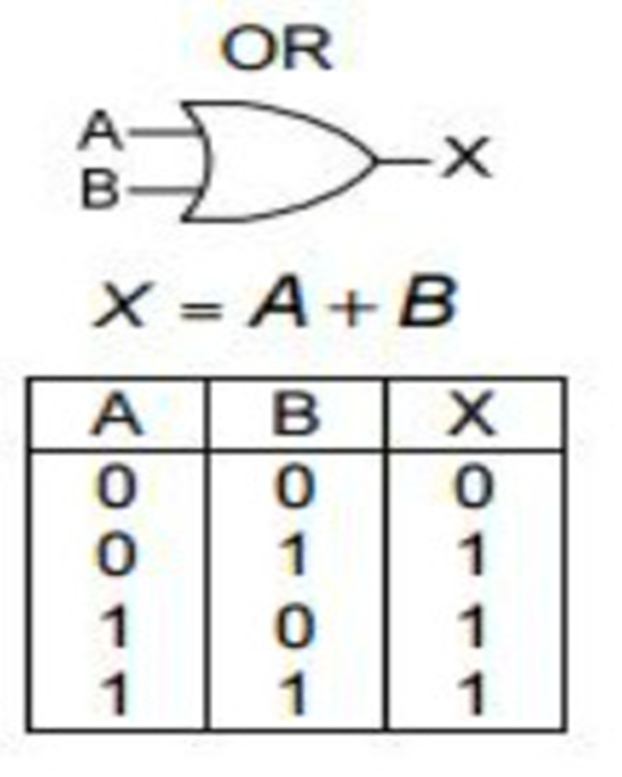 OR
A
B
X
X = A + B
A B X
0 0 0
0 1 1
1 0 1
1 1 1